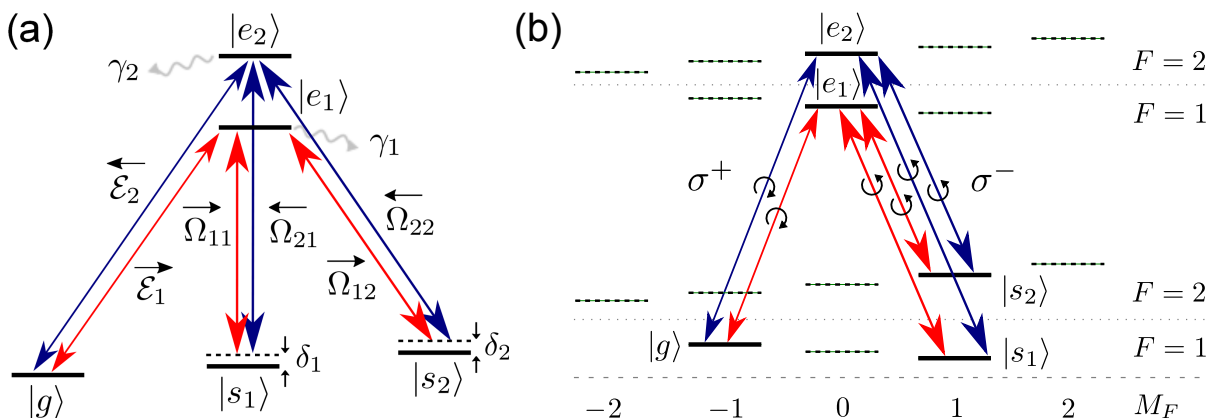 (a)
|e₂⟩
γ₂
|e₁⟩
γ₁
ℰ₂
Ω₁₁
Ω₂₁
Ω₂₂
ℰ₁
Ω₁₂
δ₁
δ₂
|g⟩
|s₁⟩
|s₂⟩
(b)
|e₂⟩
F = 2
|e₁⟩
F = 1
σ⁺
σ⁻
|s₂⟩
F = 2
|g⟩
|s₁⟩
F = 1
−2 −1 0 1 2 M_F